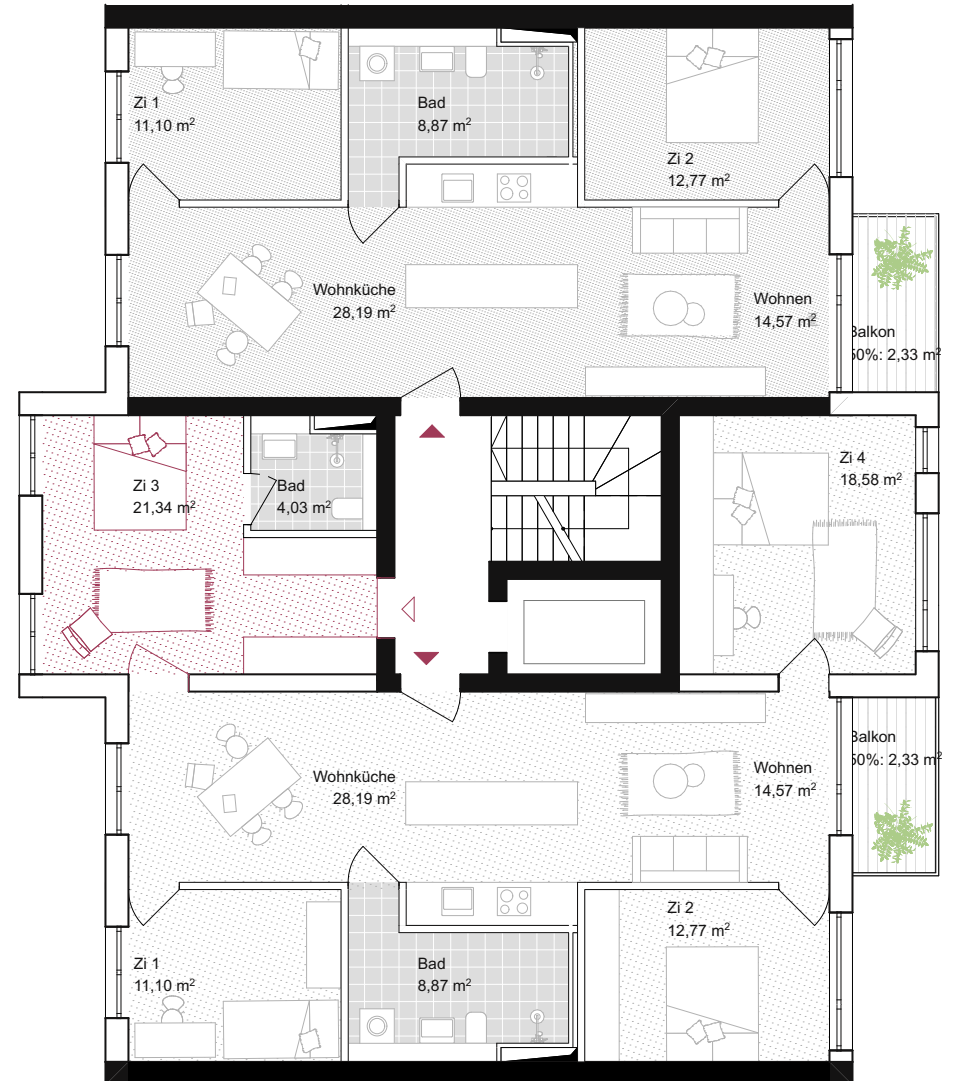 Zi 1
11,10 m²
Bad
8,87 m²
Zi 2
12,77 m²
Wohnküche
28,19 m²
Wohnen
14,57 m²
Balkon
50%: 2,33 m²
Zi 3
21,34 m²
Bad
4,03 m²
Zi 4
18,58 m²
Wohnküche
28,19 m²
Wohnen
14,57 m²
Balkon
50%: 2,33 m²
Zi 1
11,10 m²
Bad
8,87 m²
Zi 2
12,77 m²